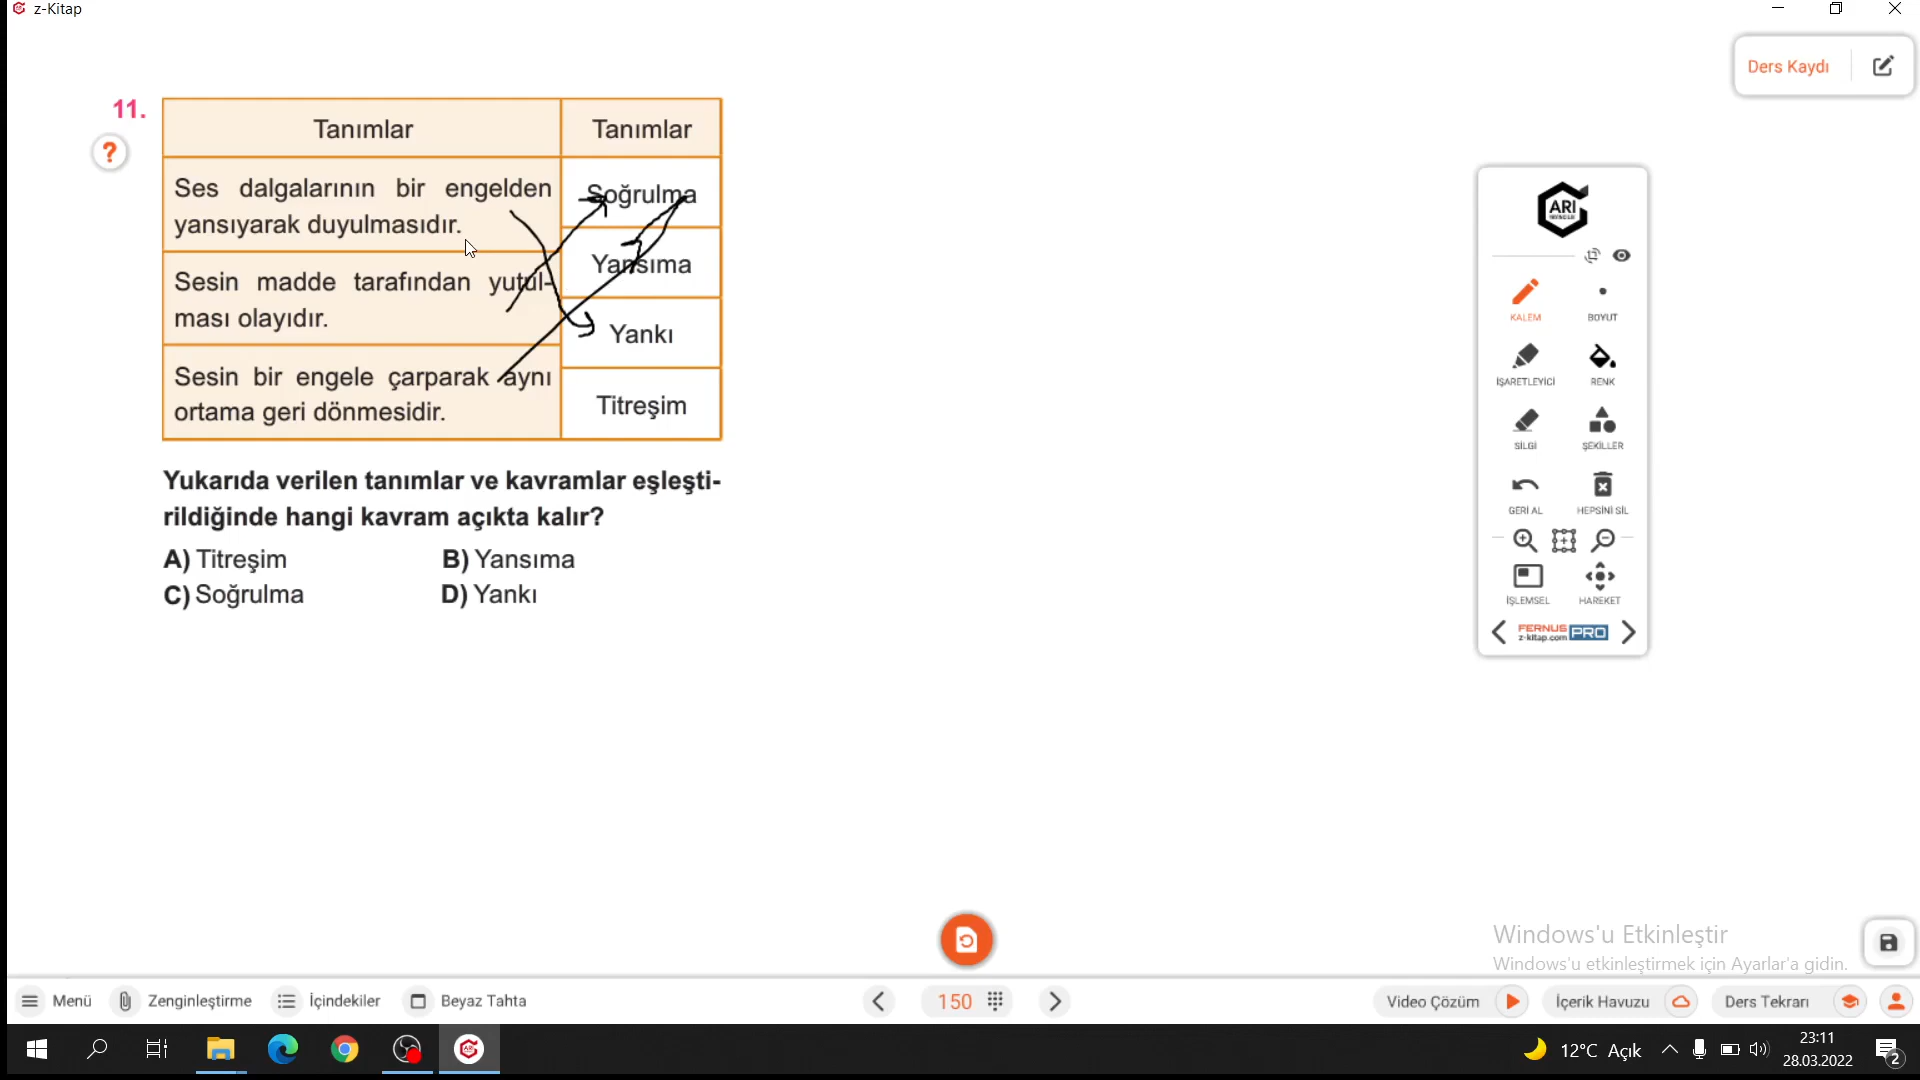 z-Kitap
Ders Kaydı
11.
?
Tanımlar
Tanımlar
Ses dalgalarının bir engelden
yansıyarak duyulmasıdır.
Soğrulma
Sesin madde tarafından yutul-
ması olayıdır.
Yansıma
Yankı
Sesin bir engele çarparak aynı
ortama geri dönmesidir.
Titreşim
Yukarıda verilen tanımlar ve kavramlar eşleşti-
rildiğinde hangi kavram açıkta kalır?
A) Titreşim
B) Yansıma
C) Soğrulma
D) Yankı
ARI
KALEM
BOYUT
İŞARETLEYİCİ
RENK
SİLGİ
ŞEKİLLER
GERİ AL
HEPSİNİ SİL
İŞLEMSEL
HAREKET
FERNUS
z-kitap.com PRO
Windows'u Etkinleştir
Windows'u etkinleştirmek için Ayarlar'a gidin.
Menü
Zenginleştirme
İçindekiler
Beyaz Tahta
150
Video Çözüm
İçerik Havuzu
Ders Tekrarı
12°C Açık
23:11
28.03.2022
2